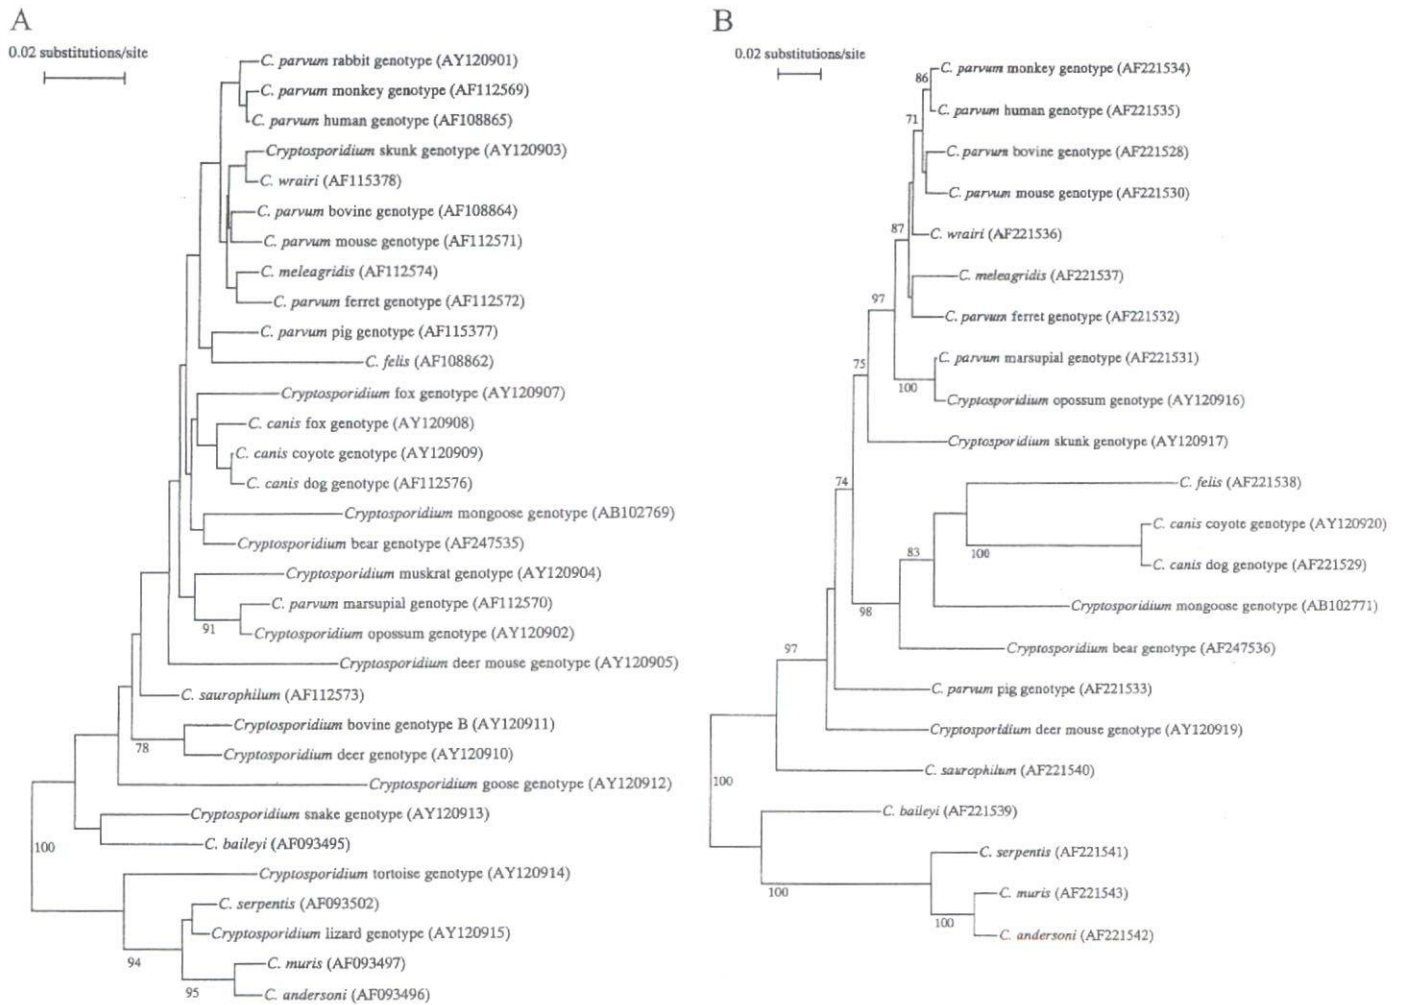 A
0.02 substitutions/site
C. parvum rabbit genotype (AY120901)
C. parvum monkey genotype (AF112569)
C. parvum human genotype (AF108865)
Cryptosporidium skunk genotype (AY120903)
C. wrairi (AF115378)
C. parvum bovine genotype (AF108864)
C. parvum mouse genotype (AF112571)
C. meleagridis (AF112574)
C. parvum ferret genotype (AF112572)
C. parvum pig genotype (AF115377)
C. felis (AF108862)
Cryptosporidium fox genotype (AY120907)
C. canis fox genotype (AY120908)
C. canis coyote genotype (AY120909)
C. canis dog genotype (AF112576)
Cryptosporidium mongoose genotype (AB102769)
Cryptosporidium bear genotype (AF247535)
Cryptosporidium muskrat genotype (AY120904)
C. parvum marsupial genotype (AF112570)
91
Cryptosporidium opossum genotype (AY120902)
Cryptosporidium deer mouse genotype (AY120905)
C. saurophilum (AF112573)
Cryptosporidium bovine genotype B (AY120911)
78
Cryptosporidium deer genotype (AY120910)
Cryptosporidium goose genotype (AY120912)
Cryptosporidium snake genotype (AY120913)
100
C. baileyi (AF093495)
Cryptosporidium tortoise genotype (AY120914)
C. serpentis (AF093502)
Cryptosporidium lizard genotype (AY120915)
94
C. muris (AF093497)
95
C. andersoni (AF093496)
B
0.02 substitutions/site
86
C. parvum monkey genotype (AF221534)
C. parvum human genotype (AF221535)
71
C. parvum bovine genotype (AF221528)
C. parvum mouse genotype (AF221530)
87
C. wrairi (AF221536)
C. meleagridis (AF221537)
97
C. parvum ferret genotype (AF221532)
75
C. parvum marsupial genotype (AF221531)
100
Cryptosporidium opossum genotype (AY120916)
Cryptosporidium skunk genotype (AY120917)
74
C. felis (AF221538)
C. canis coyote genotype (AY120920)
83
100
C. canis dog genotype (AF221529)
98
Cryptosporidium mongoose genotype (AB102771)
97
Cryptosporidium bear genotype (AF247536)
C. parvum pig genotype (AF221533)
Cryptosporidium deer mouse genotype (AY120919)
C. saurophilum (AF221540)
100
C. baileyi (AF221539)
C. serpentis (AF221541)
100
C. muris (AF221543)
100
C. andersoni (AF221542)